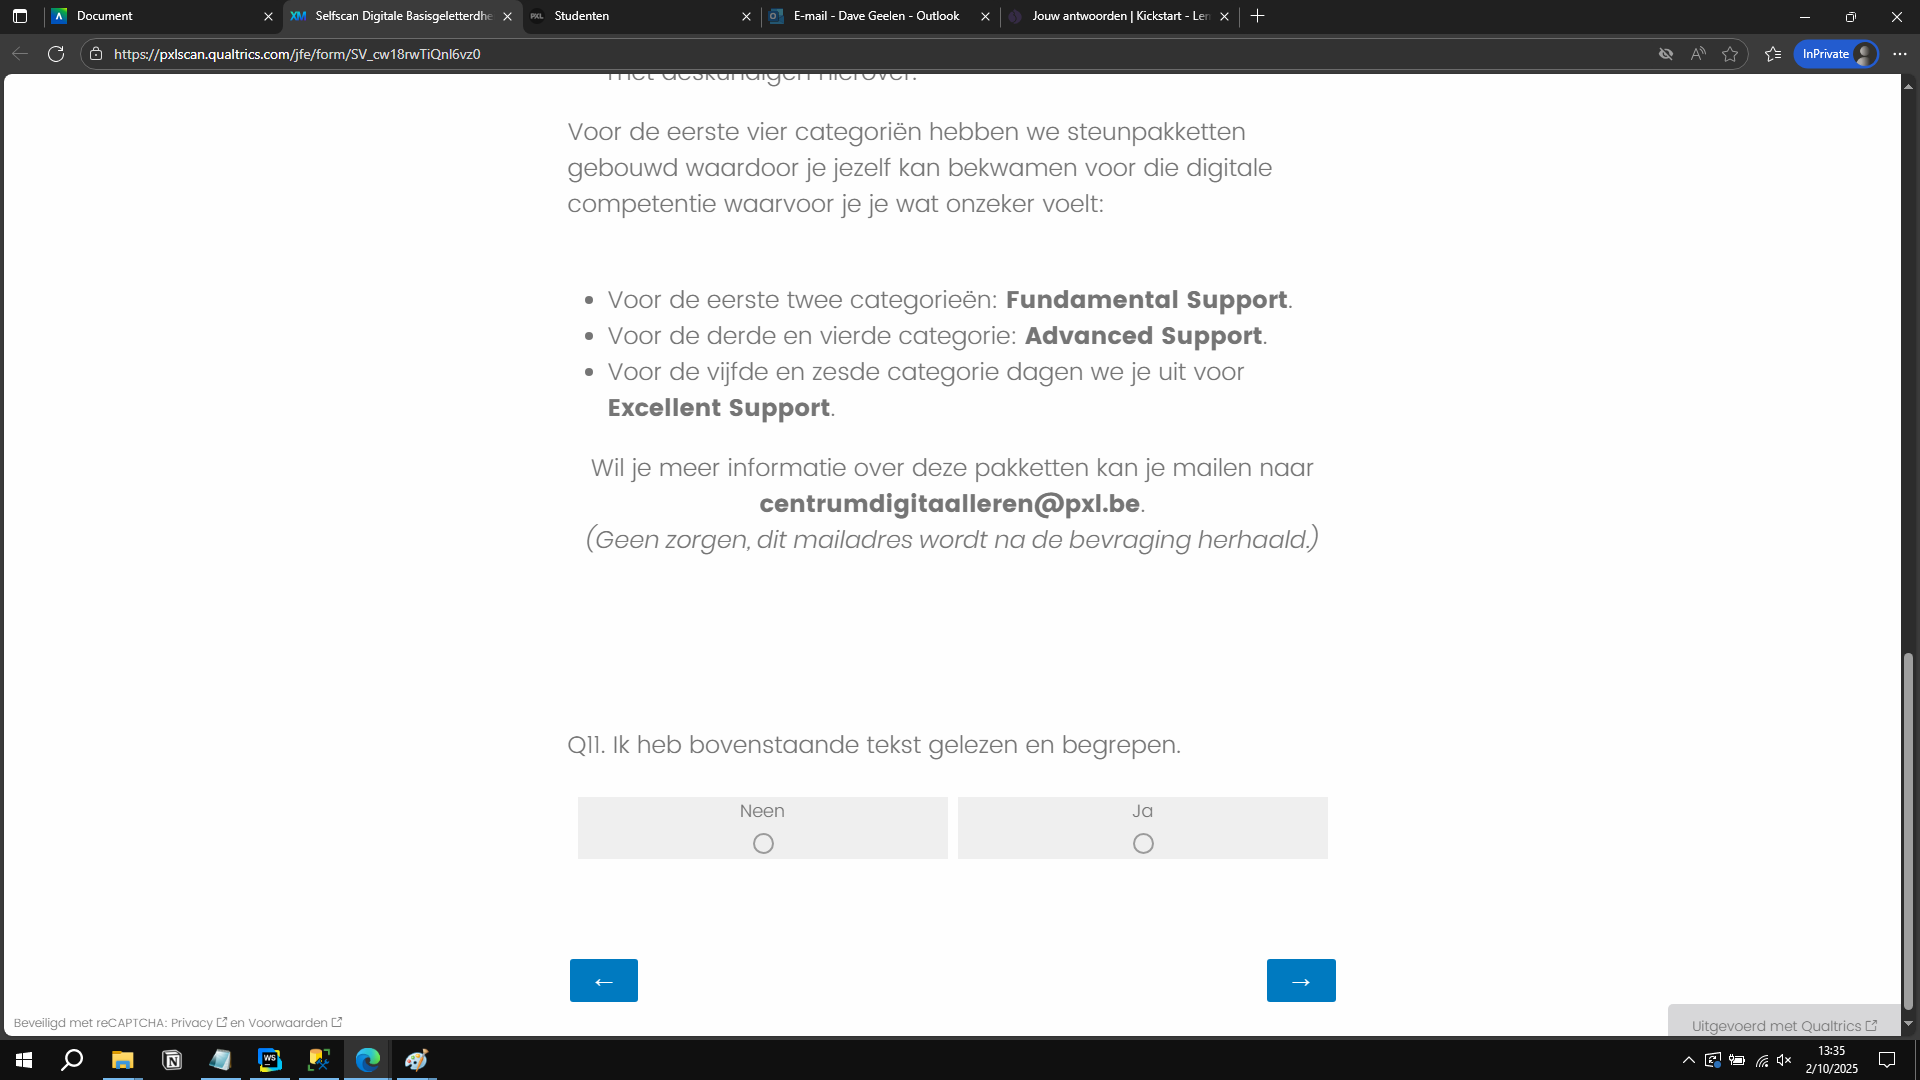 Document
Selfscan Digitale Basisgeletterdhe
Studenten
E-mail - Dave Geelen - Outlook
Jouw antwoorden | Kickstart - Ler
https://pxlscan.qualtrics.com/jfe/form/SV_cw18rwTiQnl6vz0
InPrivate
met deskundigen hierover.
Voor de eerste vier categoriën hebben we steunpakketten
gebouwd waardoor je jezelf kan bekwamen voor die digitale
competentie waarvoor je je wat onzeker voelt:
Voor de eerste twee categorieën: Fundamental Support.
Voor de derde en vierde categorie: Advanced Support.
Voor de vijfde en zesde categorie dagen we je uit voor
Excellent Support.
Wil je meer informatie over deze pakketten kan je mailen naar
centrumdigitaalleren@pxl.be.
(Geen zorgen, dit mailadres wordt na de bevraging herhaald.)
Q11. Ik heb bovenstaande tekst gelezen en begrepen.
Neen
Ja
←
→
Beveiligd met reCAPTCHA: Privacy en Voorwaarden
Uitgevoerd met Qualtrics
13:35
2/10/2025